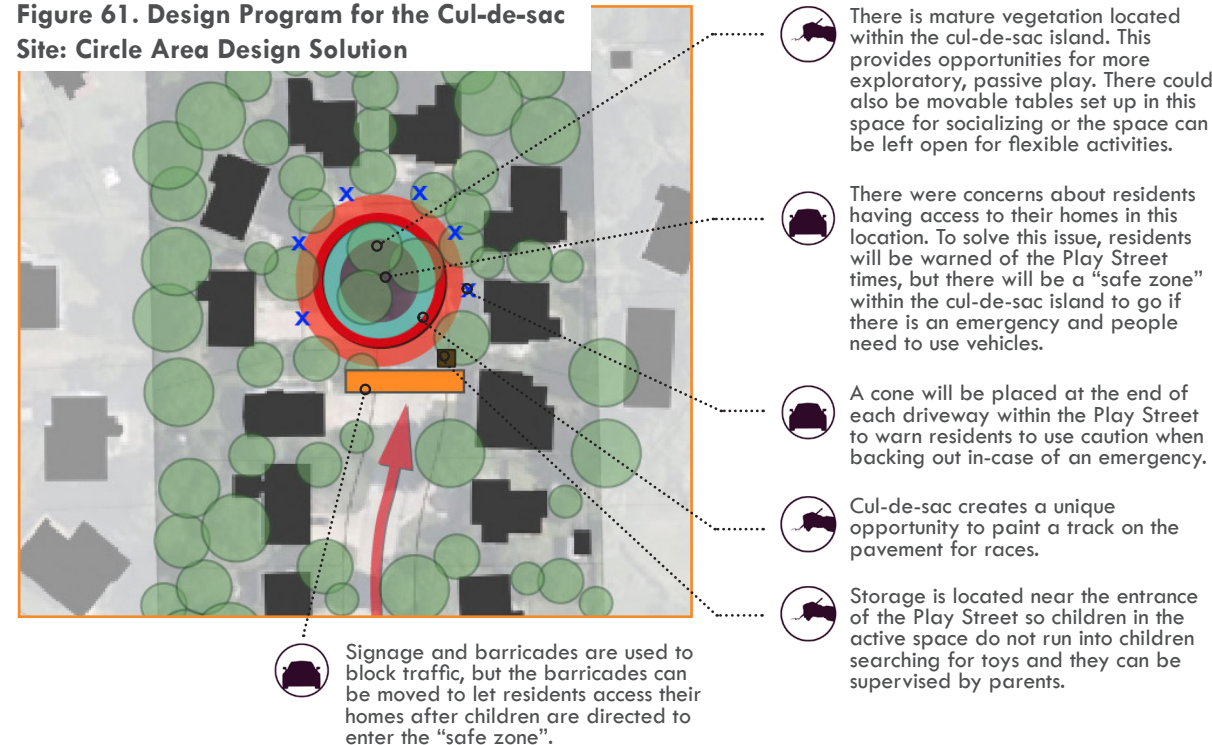 Figure 61. Design Program for the Cul-de-sac
Site: Circle Area Design Solution
There is mature vegetation located
within the cul-de-sac island. This
provides opportunities for more
exploratory, passive play. There could
also be movable tables set up in this
space for socializing or the space can
be left open for flexible activities.
There were concerns about residents
having access to their homes in this
location. To solve this issue, residents
will be warned of the Play Street
times, but there will be a “safe zone”
within the cul-de-sac island to go if
there is an emergency and people
need to use vehicles.
A cone will be placed at the end of
each driveway within the Play Street
to warn residents to use caution when
backing out in-case of an emergency.
Cul-de-sac creates a unique
opportunity to paint a track on the
pavement for races.
Storage is located near the entrance
of the Play Street so children in the
active space do not run into children
searching for toys and they can be
supervised by parents.
X
X
X
X
X
X
Signage and barricades are used to
block traffic, but the barricades can
be moved to let residents access their
homes after children are directed to
enter the “safe zone”.